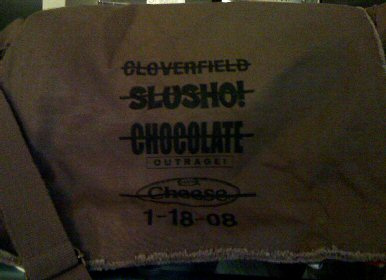 CLOVERFIELD
SLUSHO!
CHOCOLATE
OUTRAGE!
Cheese
1-18-08